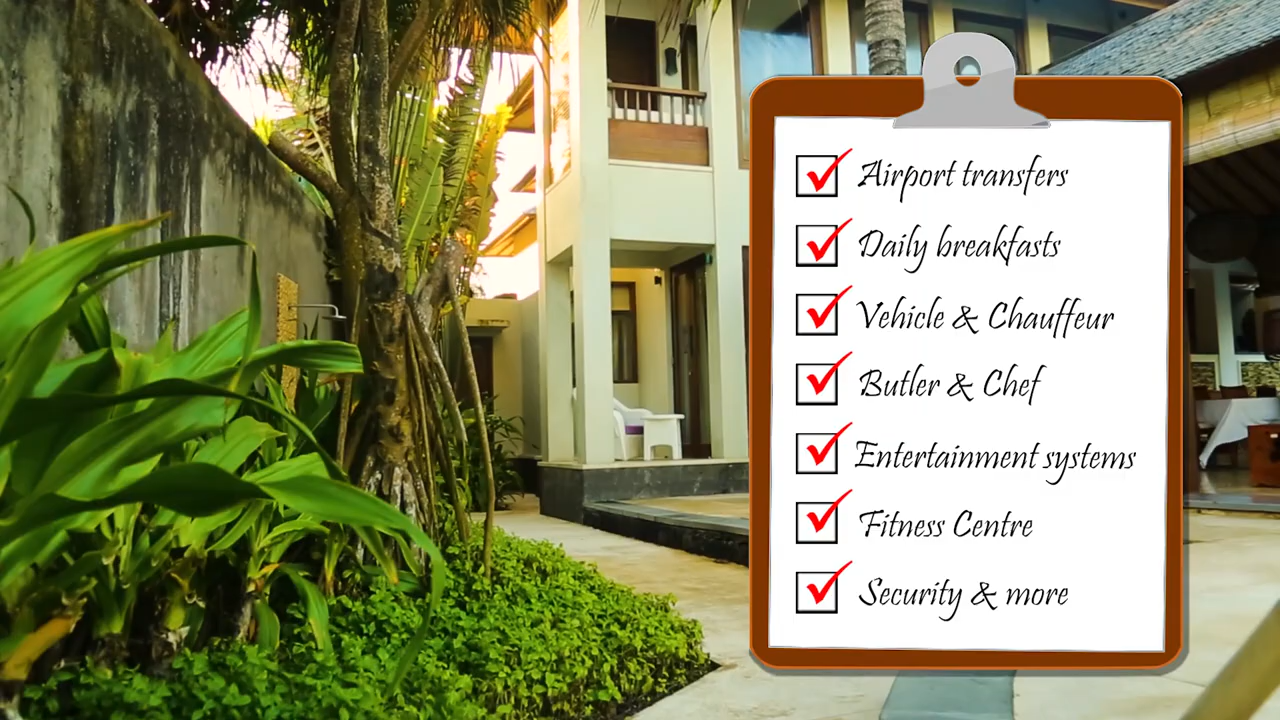 Airport transfers
Daily breakfasts
Vehicle & Chauffeur
Butler & Chef
Entertainment systems
Fitness Centre
Security & more